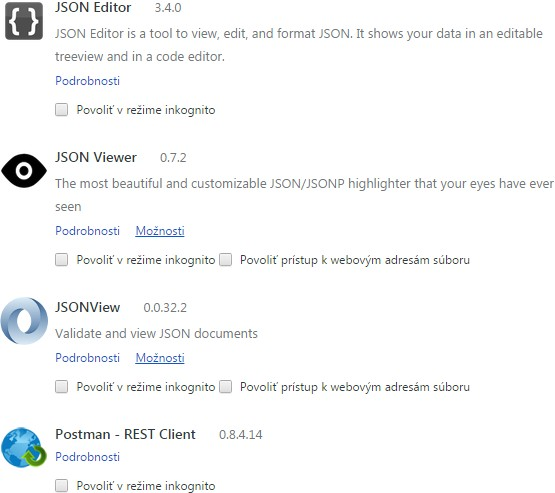 JSON Editor 3.4.0
JSON Editor is a tool to view, edit, and format JSON. It shows your data in an editable
treeview and in a code editor.
Podrobnosti
Povoliť v režime inkognito
JSON Viewer 0.7.2
The most beautiful and customizable JSON/JSONP highlighter that your eyes have ever
seen
Podrobnosti Možnosti
Povoliť v režime inkognito Povoliť prístup k webovým adresám súboru
JSONView 0.0.32.2
Validate and view JSON documents
Podrobnosti Možnosti
Povoliť v režime inkognito Povoliť prístup k webovým adresám súboru
Postman - REST Client 0.8.4.14
Podrobnosti
Povoliť v režime inkognito